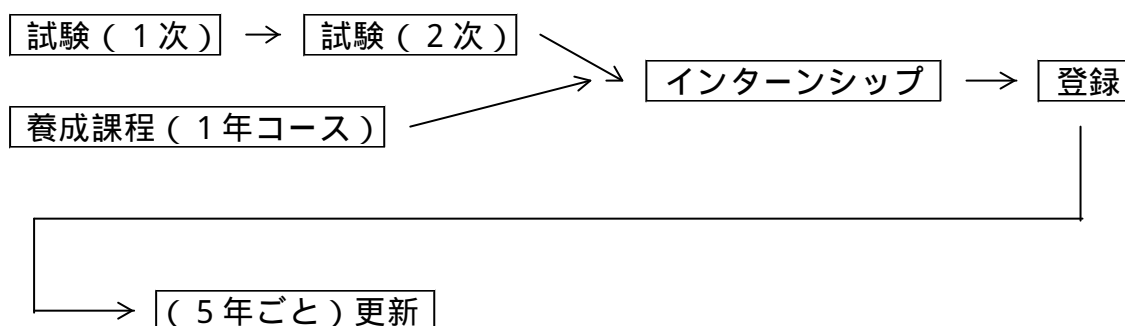 試験（１次） → 試験（２次）
インターンシップ → 登録
養成課程（１年コース）
（５年ごと）更新